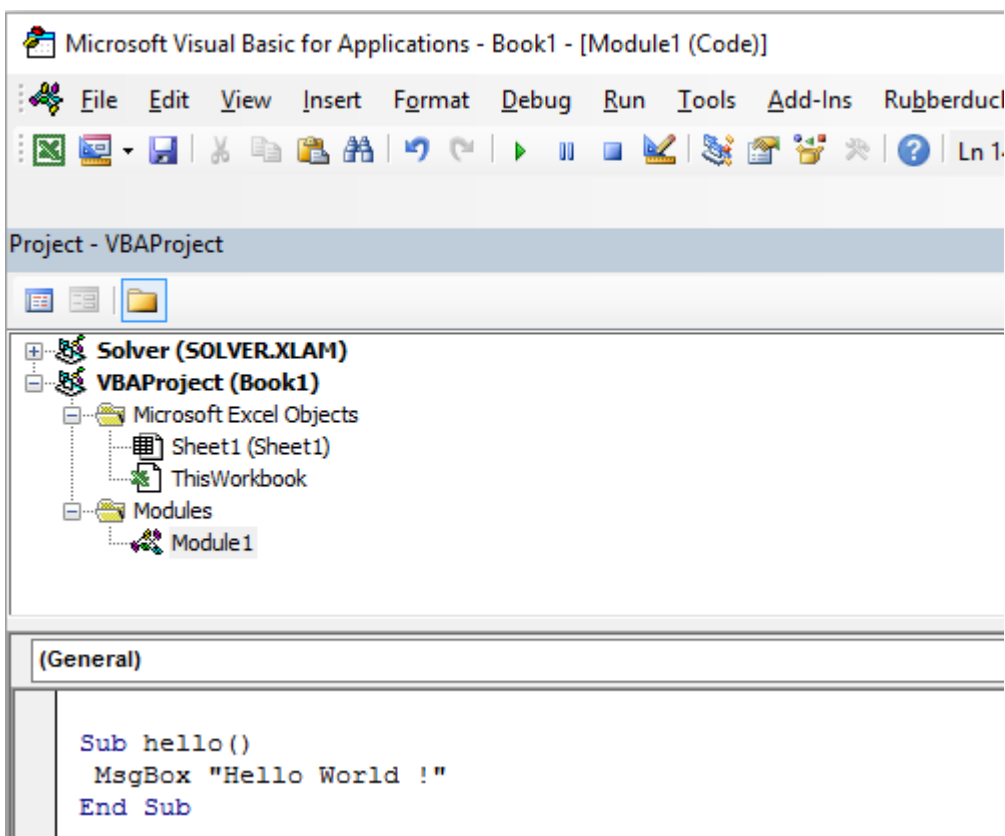 Microsoft Visual Basic for Applications - Book1 - [Module1 (Code)]
File Edit View Insert Format Debug Run Tools Add-Ins Rubberduck
Ln 14
Project - VBAProject
Solver (SOLVER.XLAM)
VBAProject (Book1)
Microsoft Excel Objects
Sheet1 (Sheet1)
ThisWorkbook
Modules
Module1
(General)
Sub hello()
MsgBox "Hello World !"
End Sub